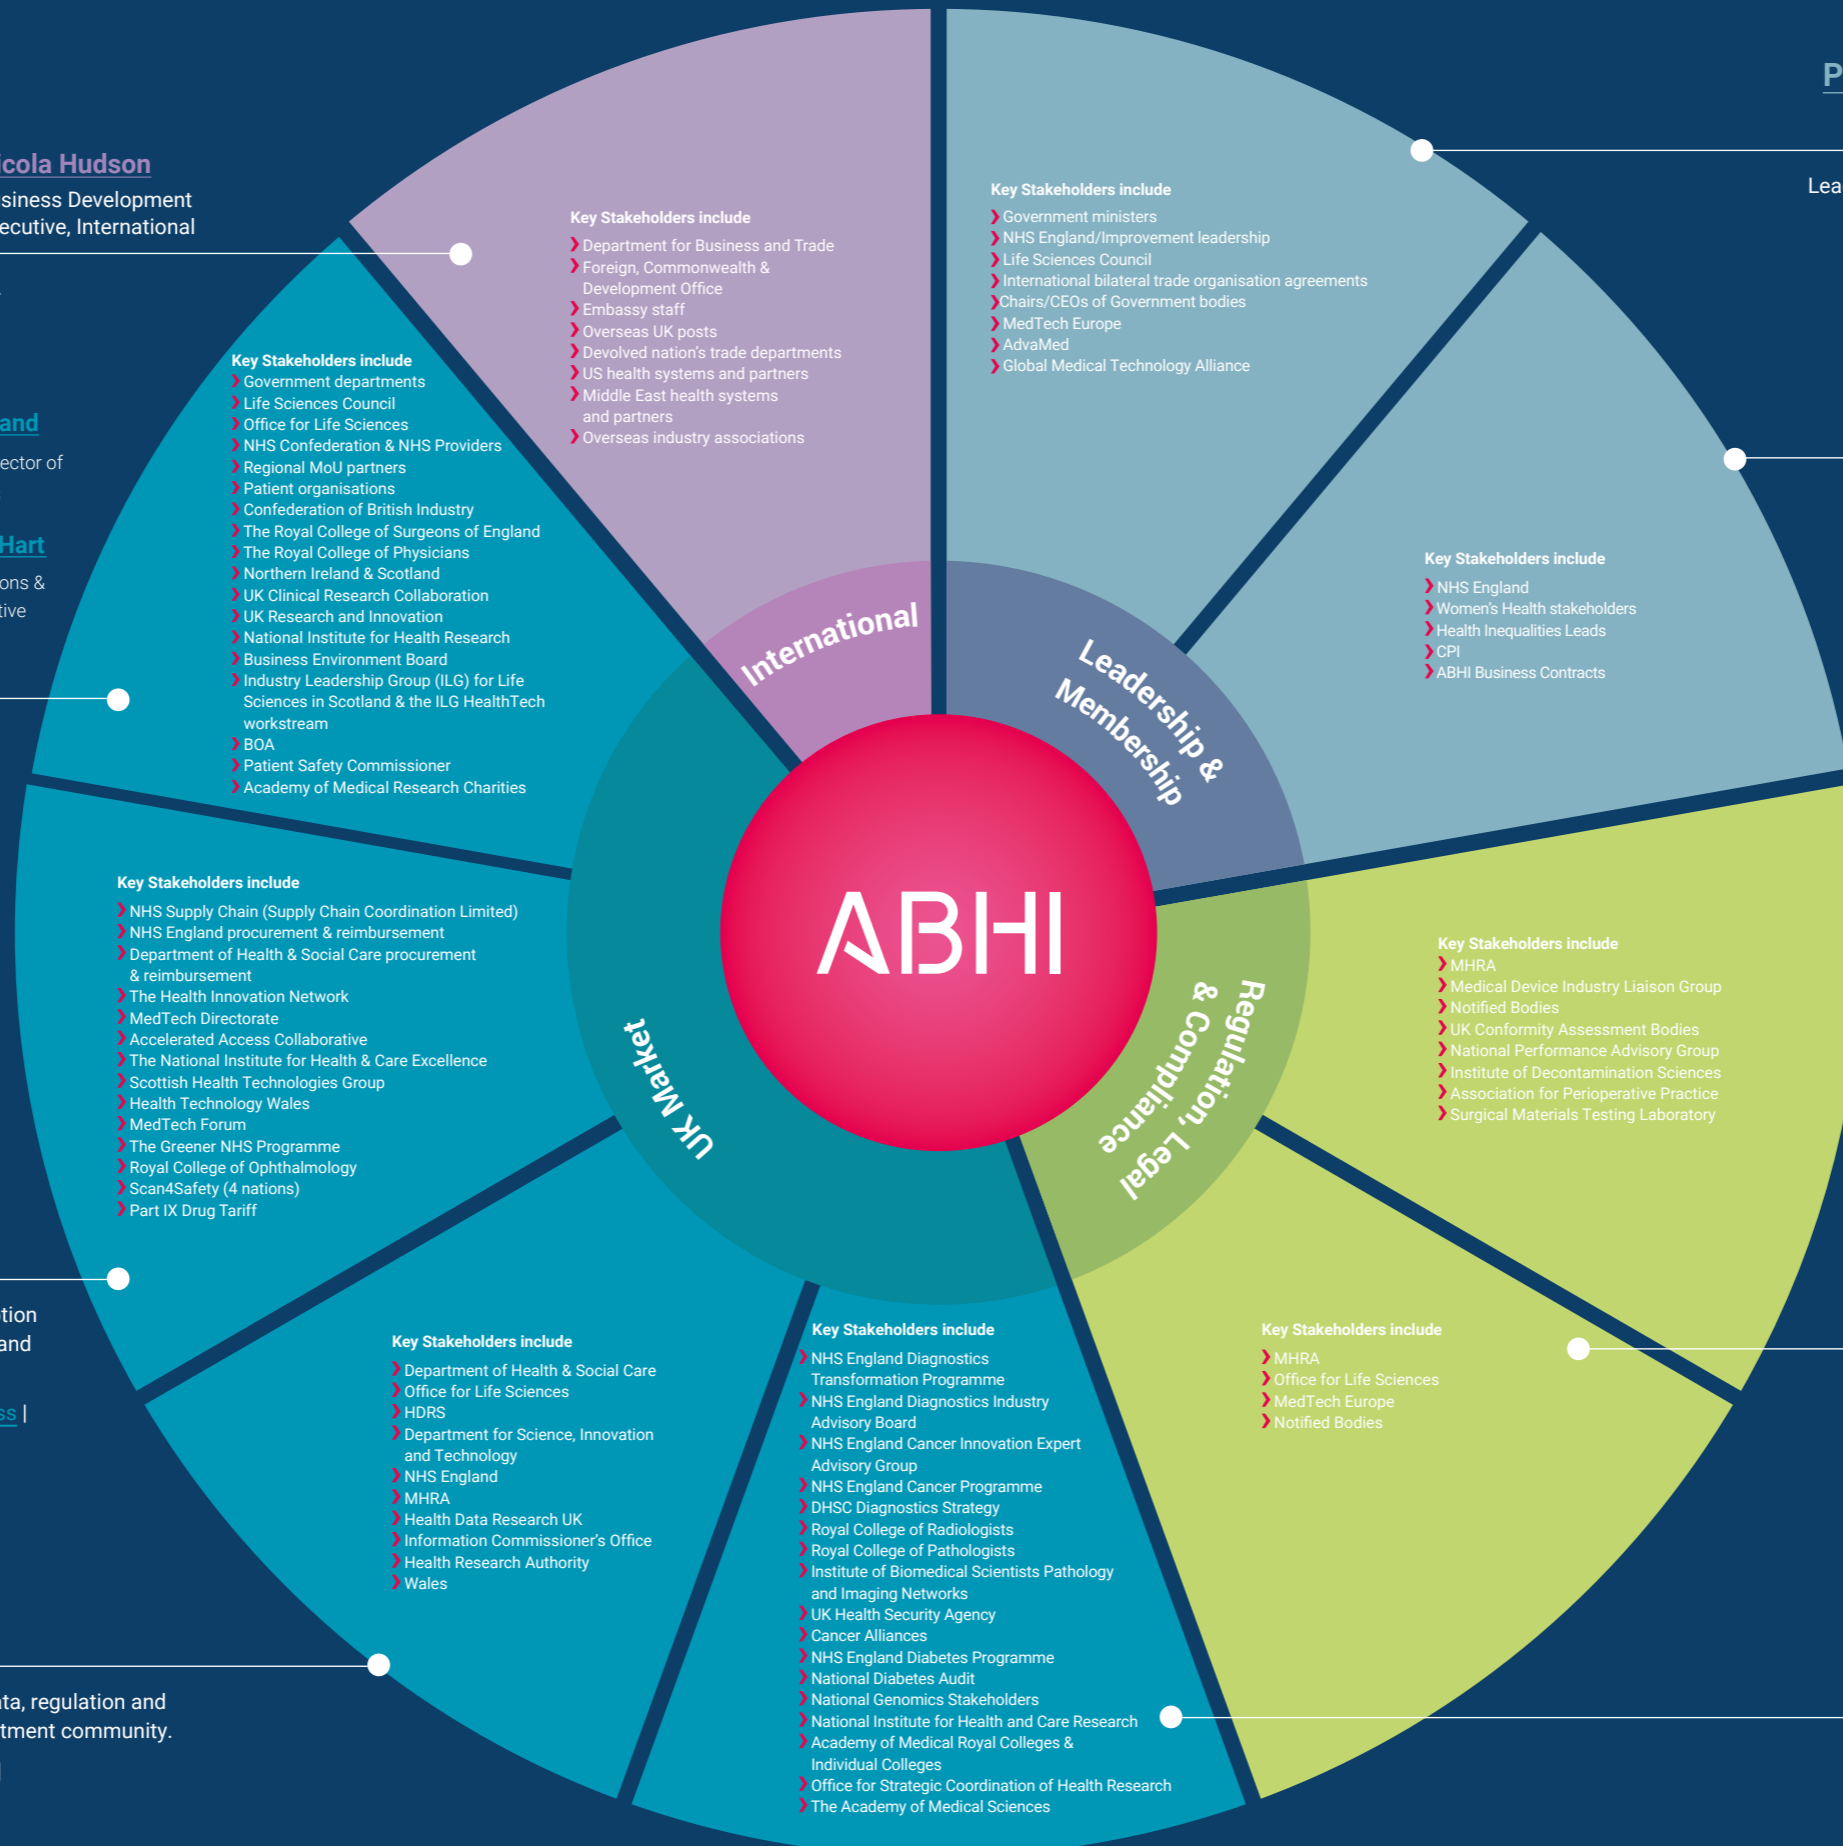 P
icola Hudson
siness Development
ecutive, International
Lea
Key Stakeholders include
Department for Business and Trade
Foreign, Commonwealth &
Development Office
Embassy staff
Overseas UK posts
Devolved nation's trade departments
US health systems and partners
Middle East health systems
and partners
Overseas industry associations
Key Stakeholders include
Government ministers
NHS England/Improvement leadership
Life Sciences Council
International bilateral trade organisation agreements
Chairs/CEOs of Government bodies
MedTech Europe
AdvaMed
Global Medical Technology Alliance
and
ector of
Hart
ons &
tive
Key Stakeholders include
Government departments
Life Sciences Council
Office for Life Sciences
NHS Confederation & NHS Providers
Regional MoU partners
Patient organisations
Confederation of British Industry
The Royal College of Surgeons of England
The Royal College of Physicians
Northern Ireland & Scotland
UK Clinical Research Collaboration
UK Research and Innovation
National Institute for Health Research
Business Environment Board
Industry Leadership Group (ILG) for Life
Sciences in Scotland & the ILG HealthTech
workstream
BOA
Patient Safety Commissioner
Academy of Medical Research Charities
Key Stakeholders include
NHS England
Women's Health stakeholders
Health Inequalities Leads
CPI
ABHI Business Contracts
International
Leadership &
Membership
ABHI
UK Market
Regulation, Legal
& Compliance
Key Stakeholders include
NHS Supply Chain (Supply Chain Coordination Limited)
NHS England procurement & reimbursement
Department of Health & Social Care procurement
& reimbursement
The Health Innovation Network
MedTech Directorate
Accelerated Access Collaborative
The National Institute for Health & Care Excellence
Scottish Health Technologies Group
Health Technology Wales
MedTech Forum
The Greener NHS Programme
Royal College of Ophthalmology
Scan4Safety (4 nations)
Part IX Drug Tariff
Key Stakeholders include
MHRA
Medical Device Industry Liaison Group
Notified Bodies
UK Conformity Assessment Bodies
National Performance Advisory Group
Institute of Decontamination Sciences
Association for Perioperative Practice
Surgical Materials Testing Laboratory
tion
and
ss |
Key Stakeholders include
Department of Health & Social Care
Office for Life Sciences
HDRS
Department for Science, Innovation
and Technology
NHS England
MHRA
Health Data Research UK
Information Commissioner's Office
Health Research Authority
Wales
Key Stakeholders include
NHS England Diagnostics
Transformation Programme
NHS England Diagnostics Industry
Advisory Board
NHS England Cancer Innovation Expert
Advisory Group
NHS England Cancer Programme
DHSC Diagnostics Strategy
Royal College of Radiologists
Royal College of Pathologists
Institute of Biomedical Scientists Pathology
and Imaging Networks
UK Health Security Agency
Cancer Alliances
NHS England Diabetes Programme
National Diabetes Audit
National Genomics Stakeholders
National Institute for Health and Care Research
Academy of Medical Royal Colleges &
Individual Colleges
Office for Strategic Coordination of Health Research
The Academy of Medical Sciences
Key Stakeholders include
MHRA
Office for Life Sciences
MedTech Europe
Notified Bodies
ta, regulation and
tment community.
|